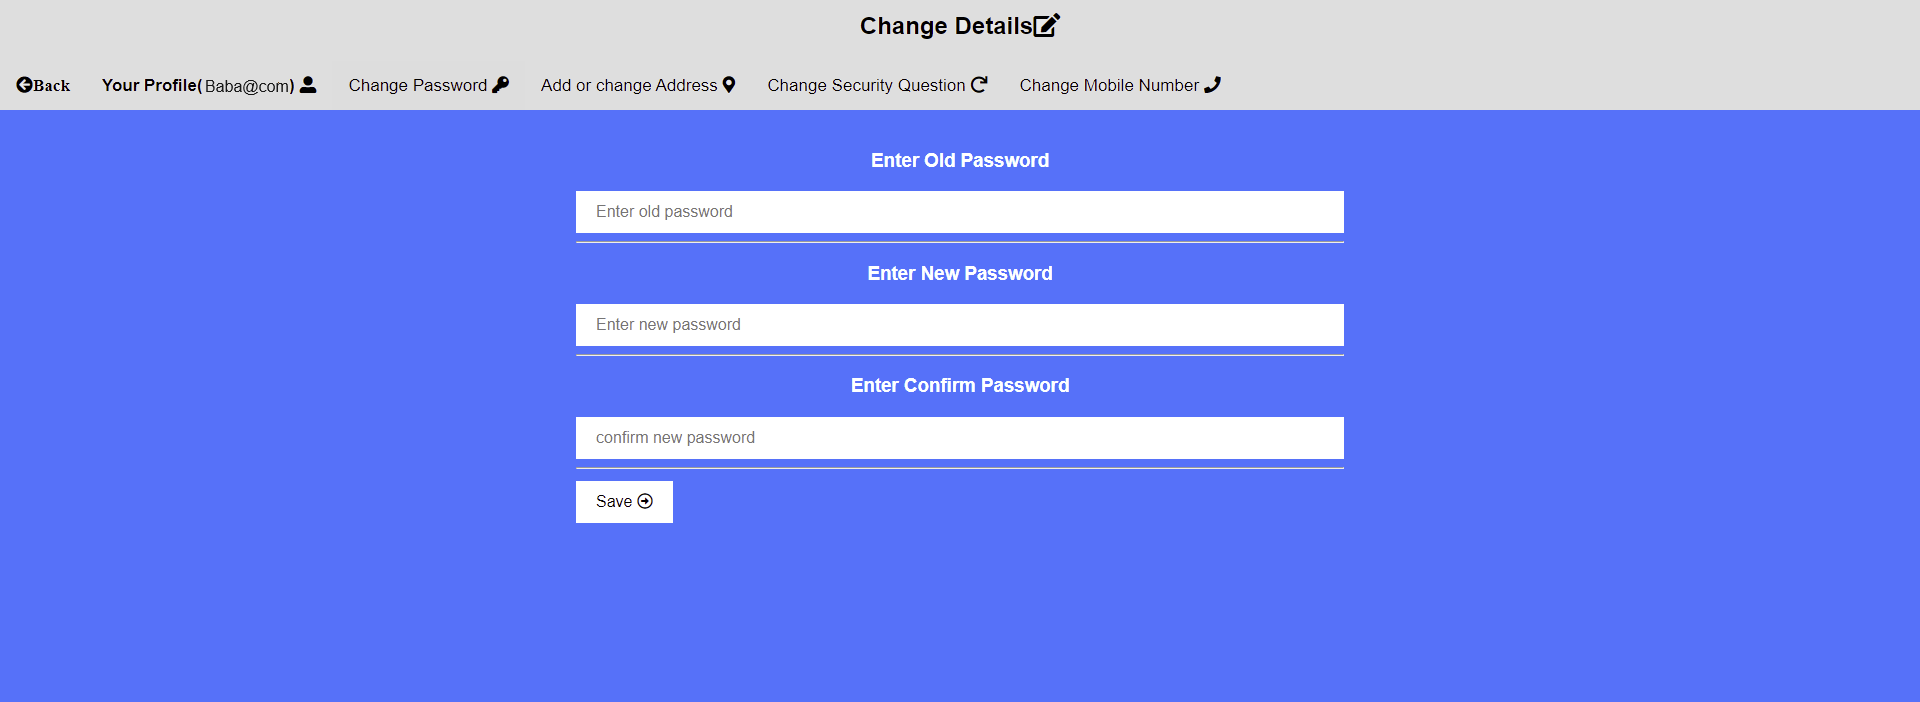 Change Details
Back Your Profile( Baba@com) Change Password Add or change Address Change Security Question Change Mobile Number
Enter Old Password
Enter old password
Enter New Password
Enter new password
Enter Confirm Password
confirm new password
Save